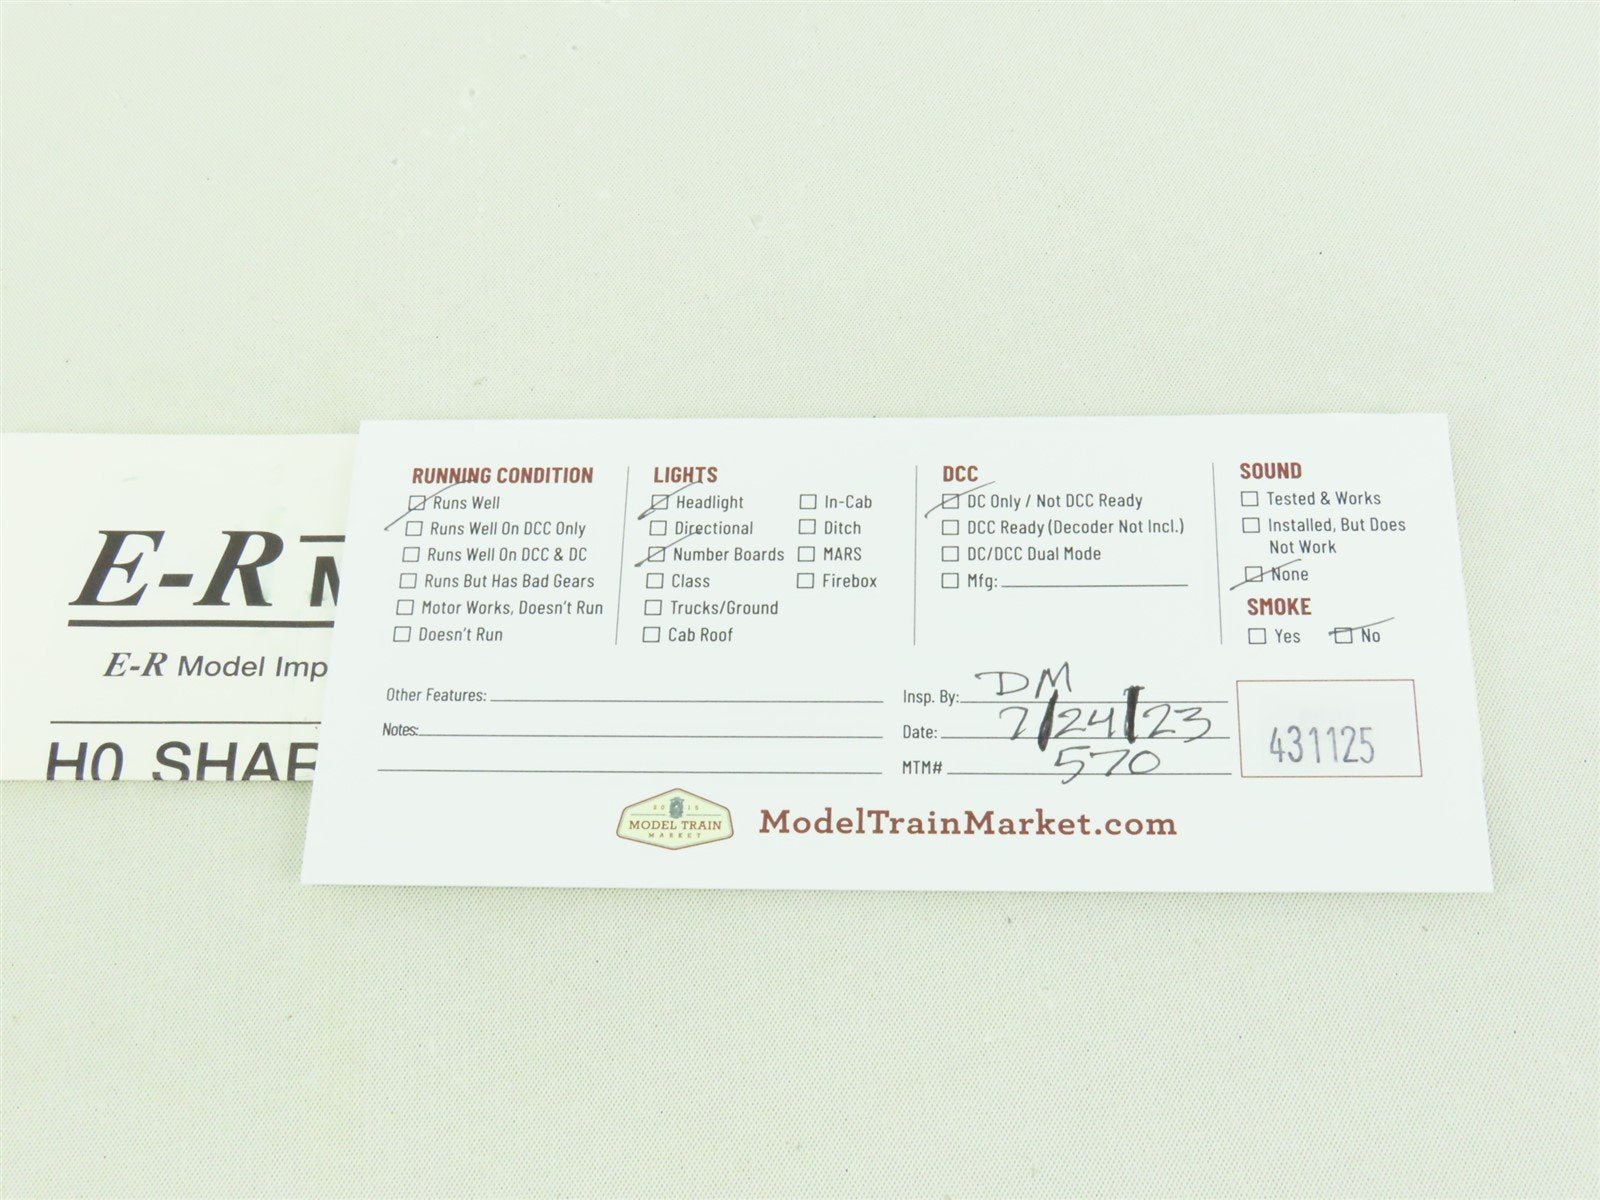 E-R
E-R Model Imp
H0 SHAR
RUNNING CONDITION
Runs Well
Runs Well On DCC Only
Runs Well On DCC & DC
Runs But Has Bad Gears
Motor Works, Doesn't Run
Doesn't Run
LIGHTS
Headlight
Directional
Number Boards
Class
Trucks/Ground
Cab Roof
In-Cab
Ditch
MARS
Firebox
DCC
DC Only / Not DCC Ready
DCC Ready (Decoder Not Incl.)
DC/DCC Dual Mode
Mfg:
SOUND
Tested & Works
Installed, But Does
Not Work
None
SMOKE
Yes No
Other Features:
Notes:
Insp. By: DM
Date: 7/24/23
MTM# 570
431125
2015
MODEL TRAIN
MARKET
ModelTrainMarket.com